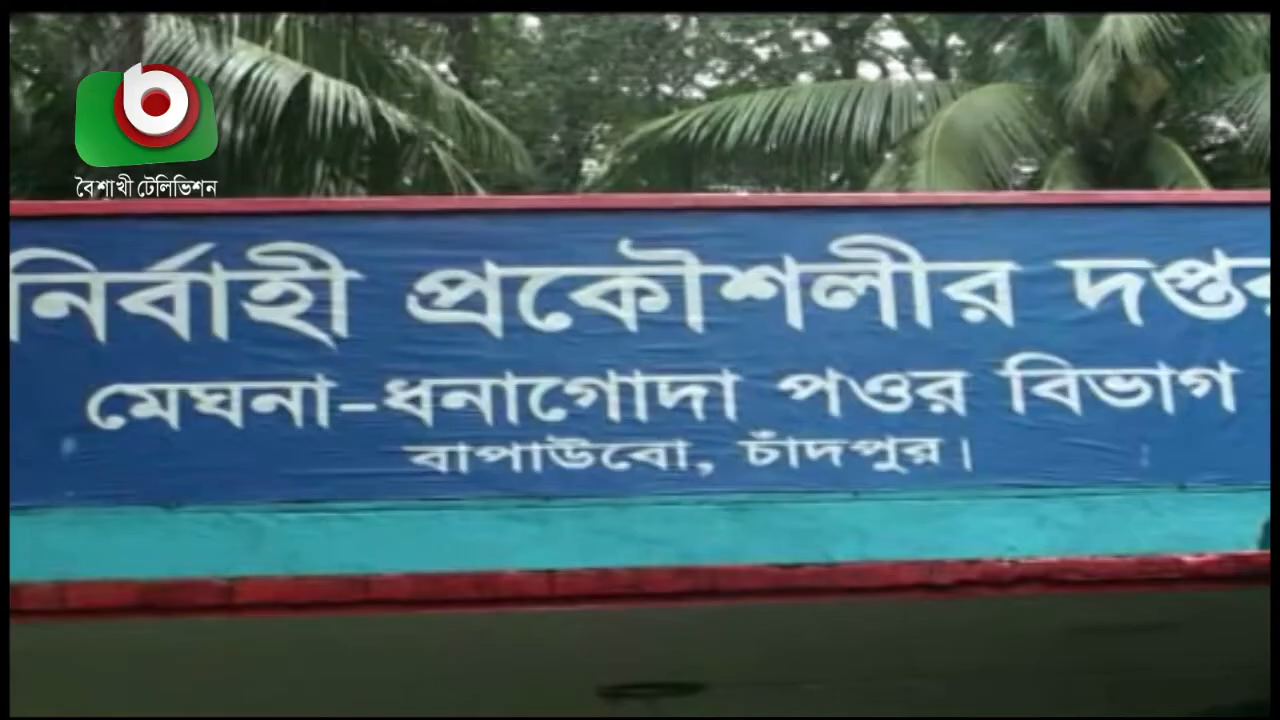 বৈশাখী টেলিভিশন
নির্বাহী প্রকৌশলীর দপ্তর
মেঘনা-ধনাগোদা পওর বিভাগ
বাপাউবো, চাঁদপুর।